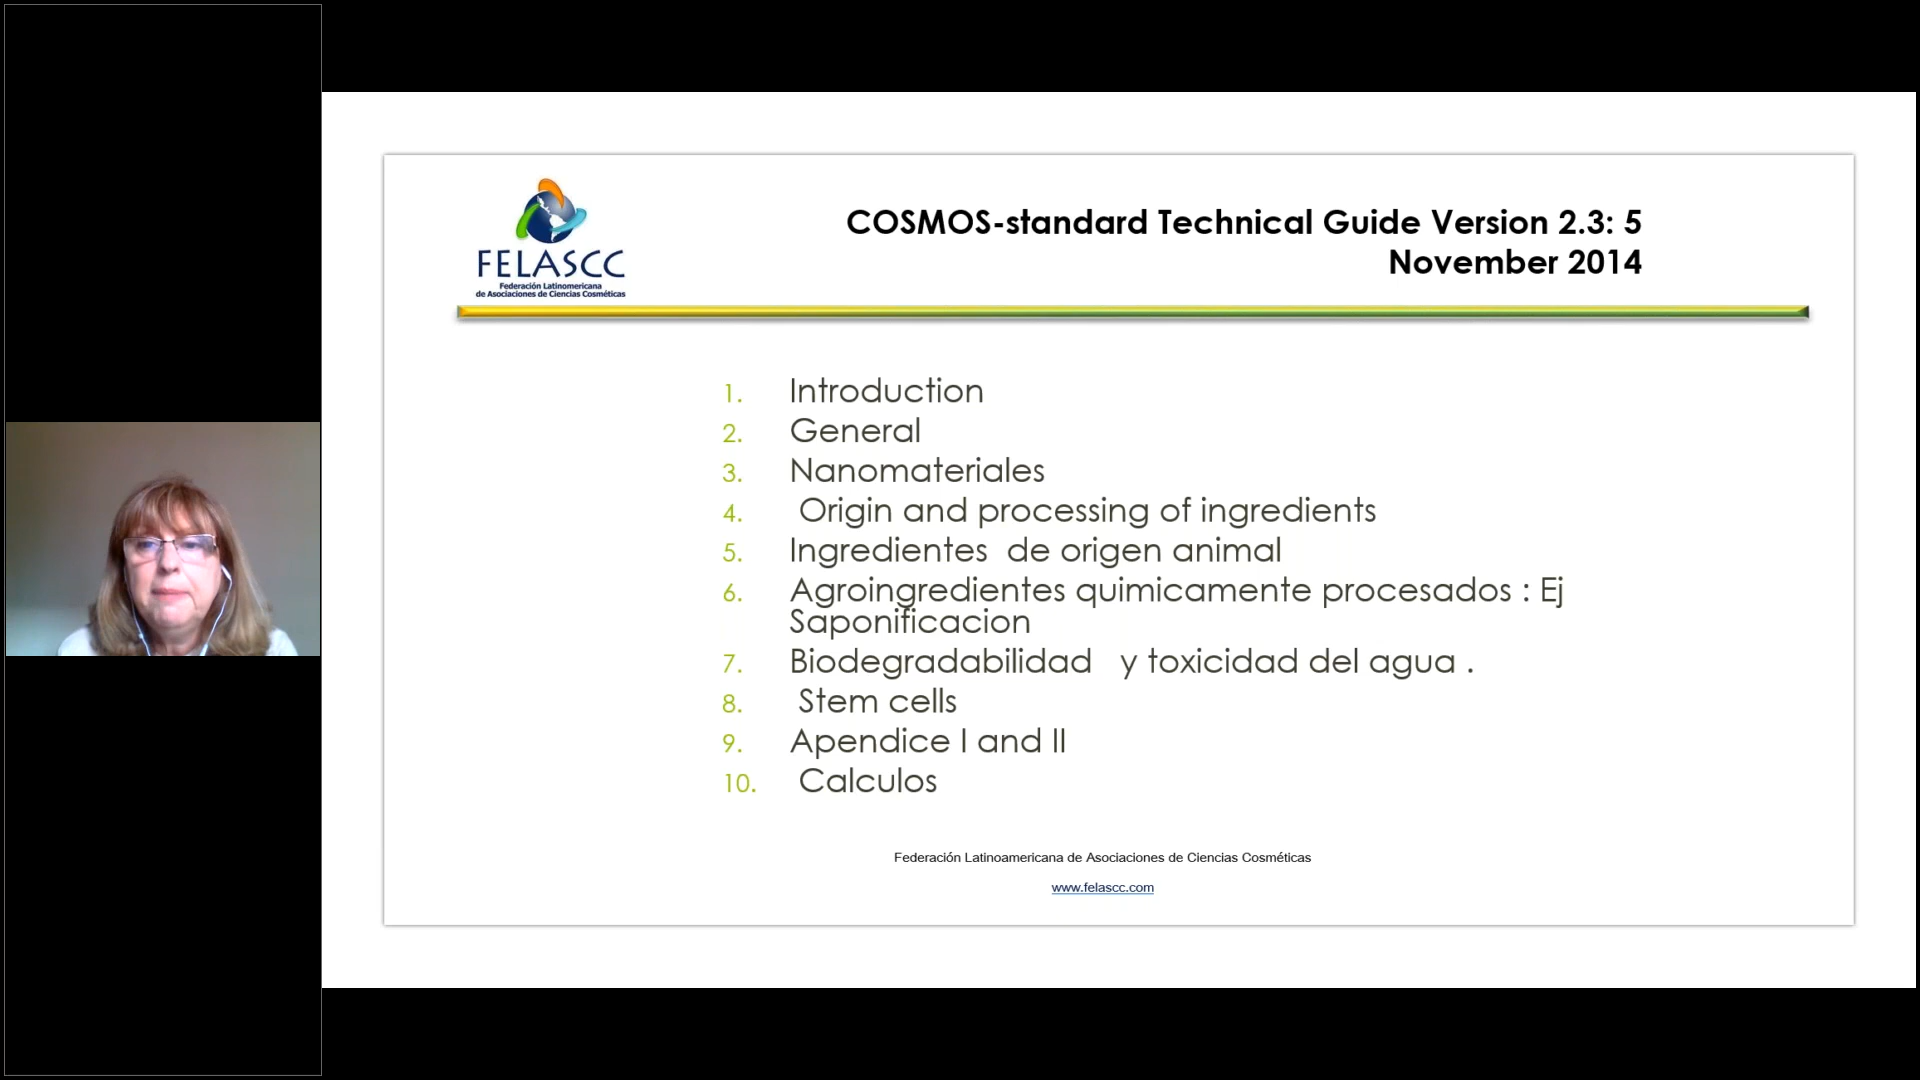 FELASCC
Federación Latinomericana
de Asociaciones de Ciencias Cosméticas
COSMOS-standard Technical Guide Version 2.3: 5
November 2014
1. Introduction
2. General
3. Nanomateriales
4. Origin and processing of ingredients
5. Ingredientes de origen animal
6. Agroingredientes quimicamente procesados : Ej
Saponificacion
7. Biodegradabilidad y toxicidad del agua .
8. Stem cells
9. Apendice I and II
10. Calculos
Federación Latinoamericana de Asociaciones de Ciencias Cosméticas
www.felascc.com